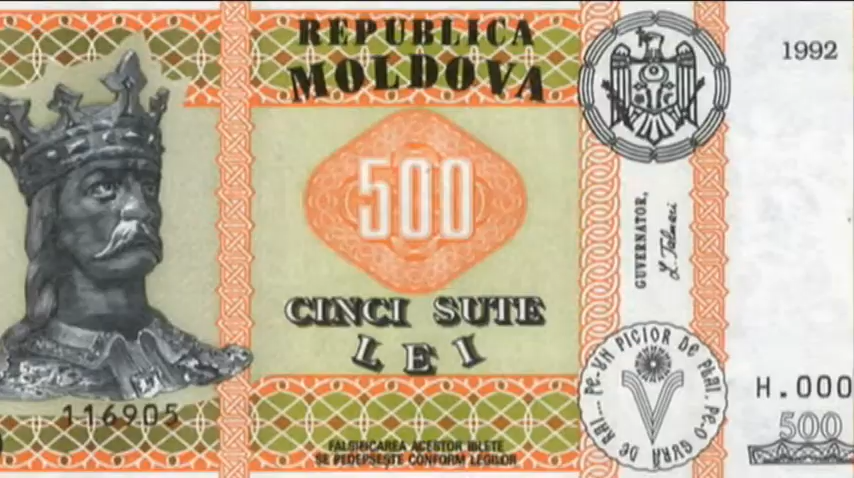 REPUBLICA
MOLDOVA
1992
500
GUVERNATOR,
CINCI SUTE
LEI
PE-UN PICIOR DE PLAI, PE-O GURĂ DE RAI...
H.000
116905
500
FALSIFICAREA ACESTOR BILETE
SE PEDEPSEŞTE CONFORM LEGILOR